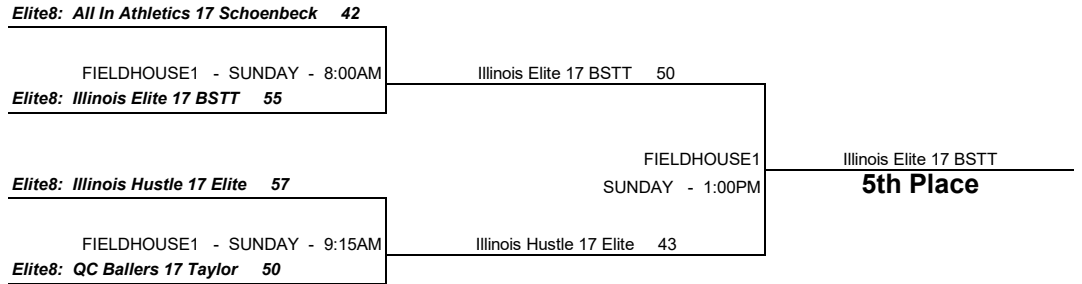 Elite8: All In Athletics 17 Schoenbeck 42
FIELDHOUSE1 - SUNDAY - 8:00AM
Illinois Elite 17 BSTT 50
Elite8: Illinois Elite 17 BSTT 55
FIELDHOUSE1
Illinois Elite 17 BSTT
Elite8: Illinois Hustle 17 Elite 57
SUNDAY - 1:00PM
5th Place
FIELDHOUSE1 - SUNDAY - 9:15AM
Illinois Hustle 17 Elite 43
Elite8: QC Ballers 17 Taylor 50